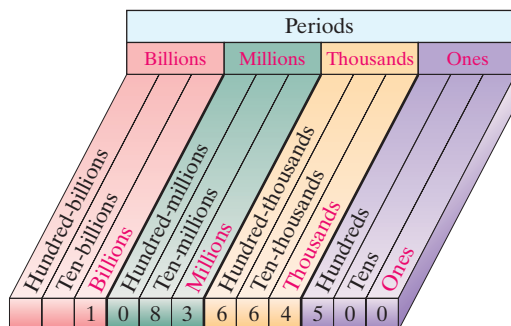 Periods
Billions Millions Thousands Ones
Hundred-billions
Ten-billions
Billions
Hundred-millions
Ten-millions
Millions
Hundred-thousands
Ten-thousands
Thousands
Hundreds
Tens
Ones
1 0 8 3 6 6 4 5 0 0